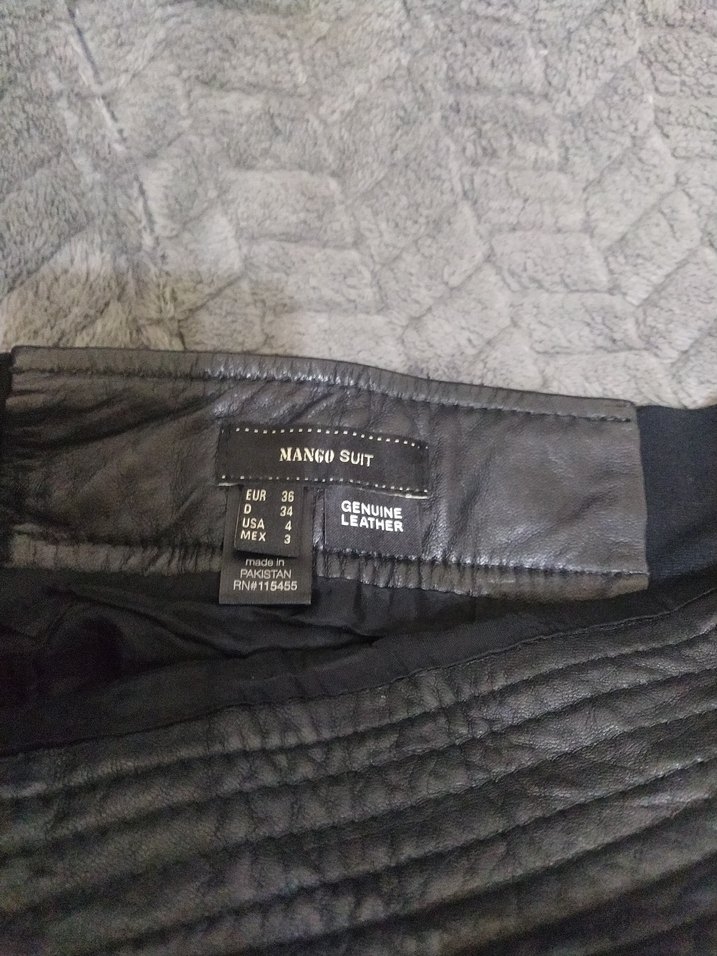 MANGO SUIT
EUR 36
D 34
USA 4
MEX 3
GENUINE
LEATHER
made in
PAKISTAN
RN#115455